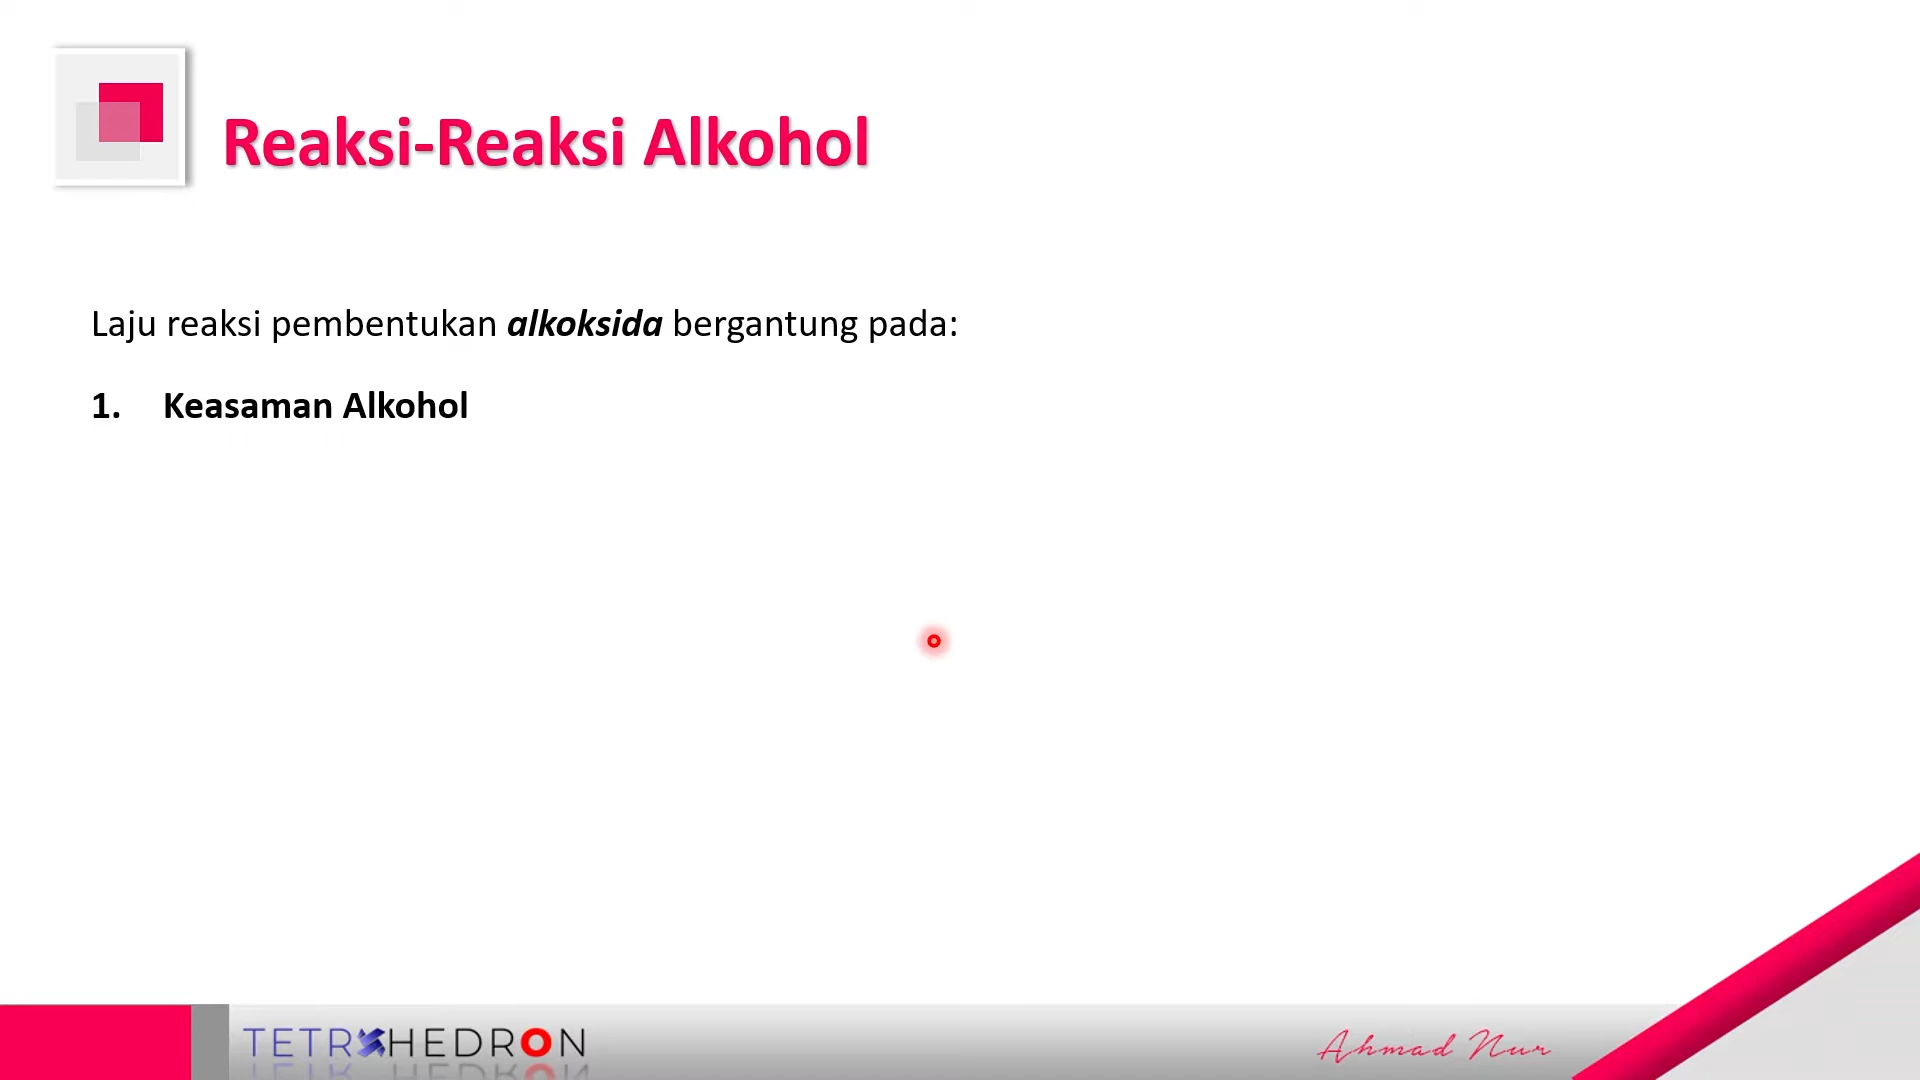 Reaksi-Reaksi Alkohol
Laju reaksi pembentukan alkoksida bergantung pada:
1. Keasaman Alkohol
TETRAHEDRON
Ahmad Nur